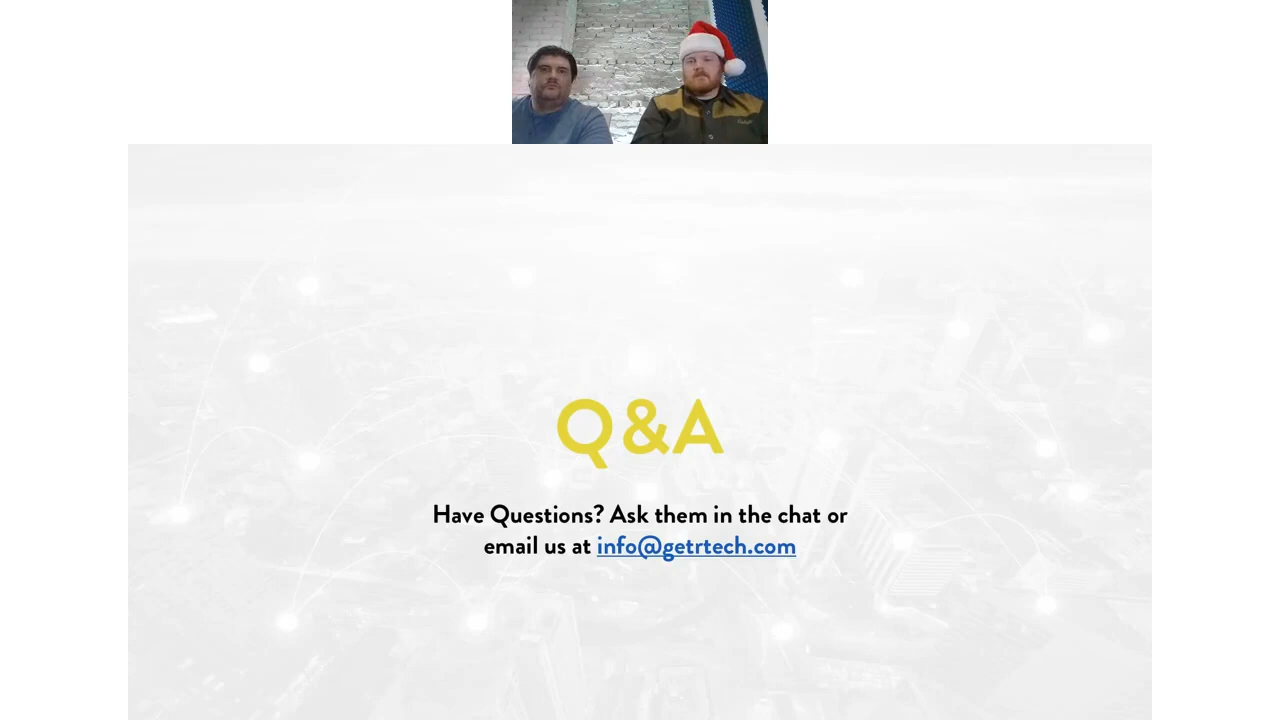 Q&A
Have Questions? Ask them in the chat or
email us at info@getrtech.com